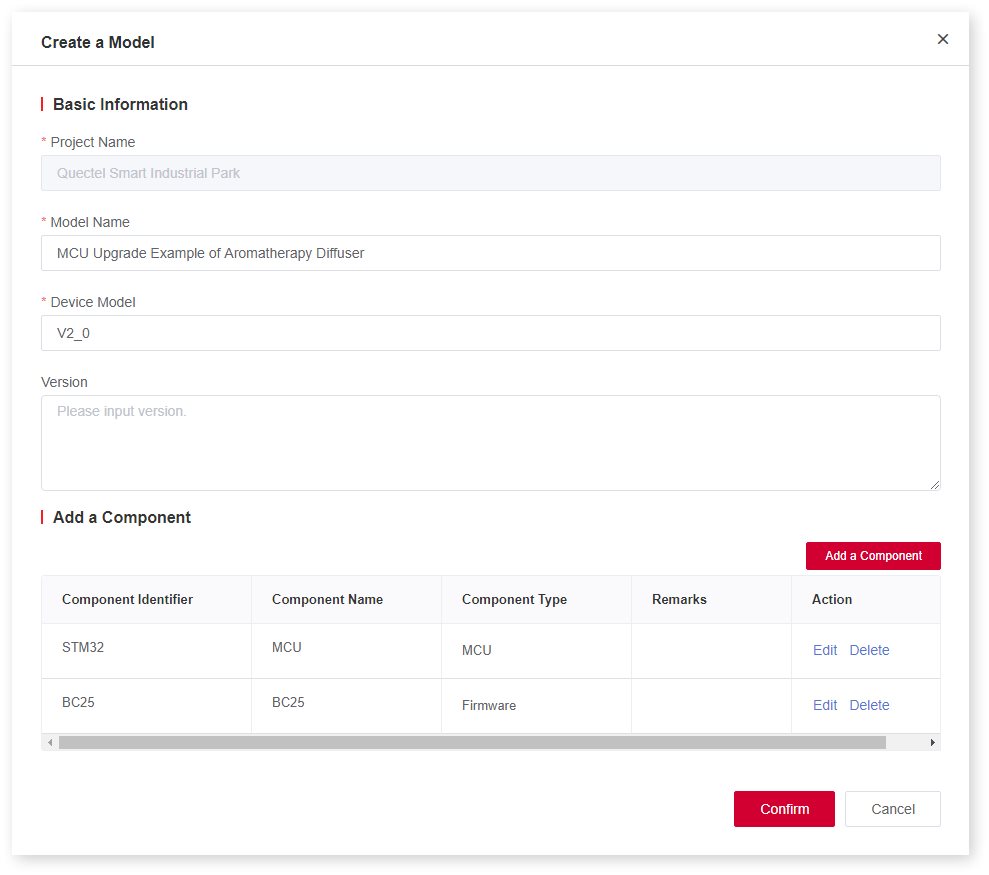 Create a Model
Basic Information
* Project Name
Quectel Smart Industrial Park
* Model Name
MCU Upgrade Example of Aromatherapy Diffuser
* Device Model
V2_0
Version
Please input version.
Add a Component
Add a Component
Component Identifier Component Name Component Type Remarks Action
STM32 MCU MCU Edit Delete
BC25 BC25 Firmware Edit Delete
Confirm Cancel